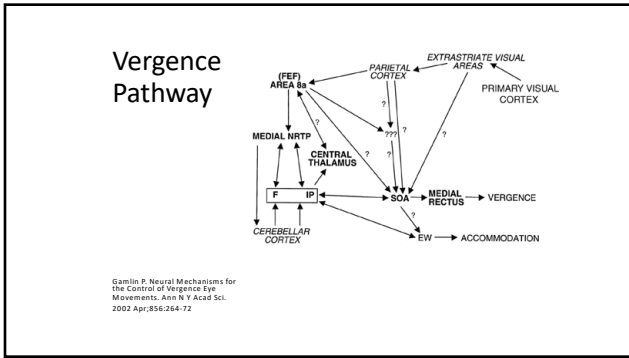 Vergence
Pathway
EXTRASTRIATE VISUAL
AREAS
PARIETAL
CORTEX
(FEF)
AREA 8a
PRIMARY VISUAL
CORTEX
?
?
?
?
MEDIAL NRTP
???
?
?
CENTRAL
THALAMUS
F IP
SOA
MEDIAL
RECTUS
VERGENCE
?
CEREBELLAR
CORTEX
EW
ACCOMMODATION
Gamlin P. Neural Mechanisms for
the Control of Vergence Eye
Movements. Ann N Y Acad Sci.
2002 Apr;856:264-72